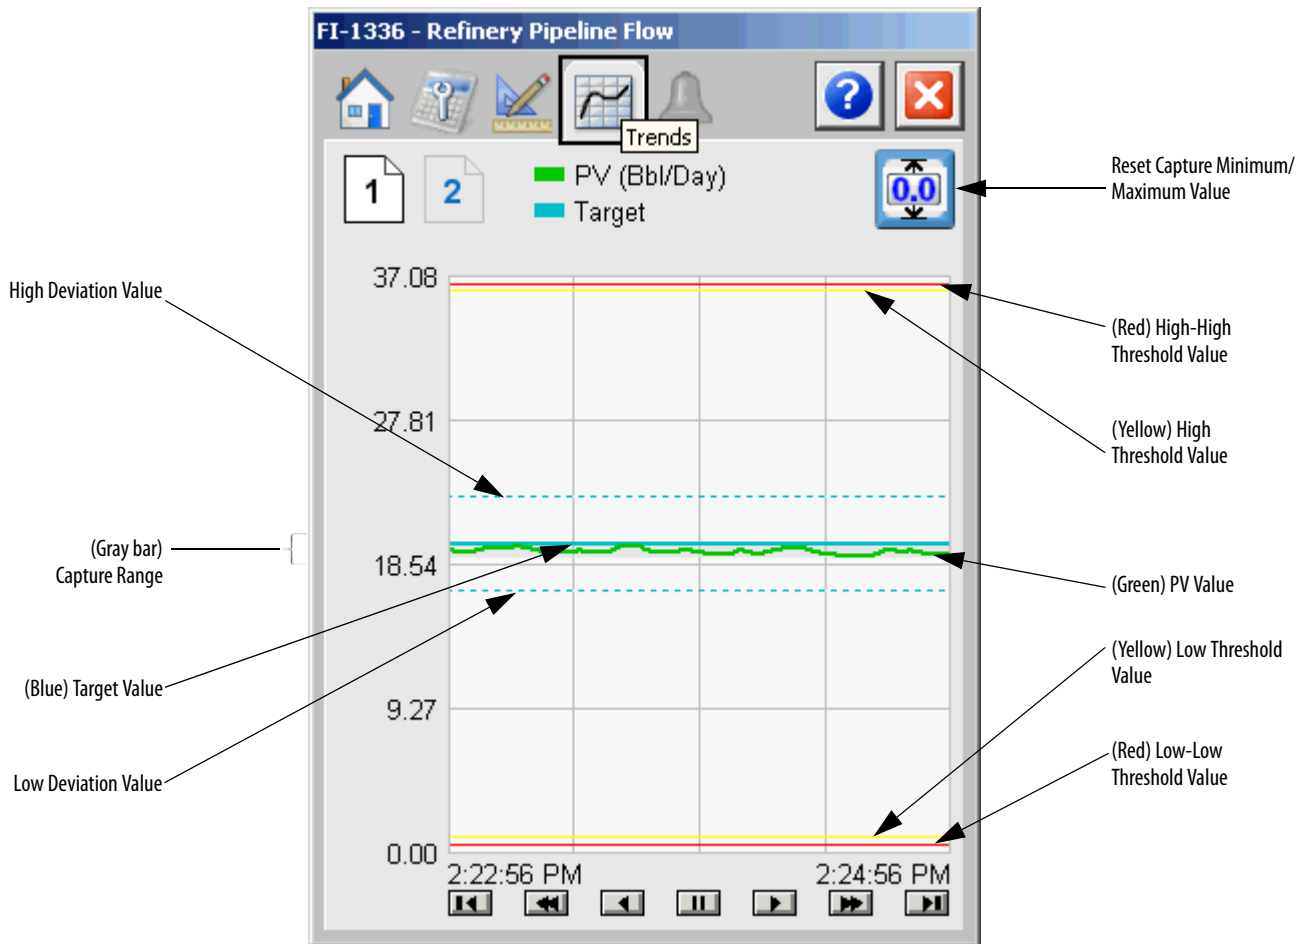 FI-1336 - Refinery Pipeline Flow
?
Trends
1
2
PV (Bbl/Day)
Target
0.0
Reset Capture Minimum/
Maximum Value
37.08
27.81
18.54
9.27
0.00
2:22:56 PM
2:24:56 PM
High Deviation Value
(Gray bar)
Capture Range
(Blue) Target Value
Low Deviation Value
(Red) High-High
Threshold Value
(Yellow) High
Threshold Value
(Green) PV Value
(Yellow) Low Threshold
Value
(Red) Low-Low
Threshold Value